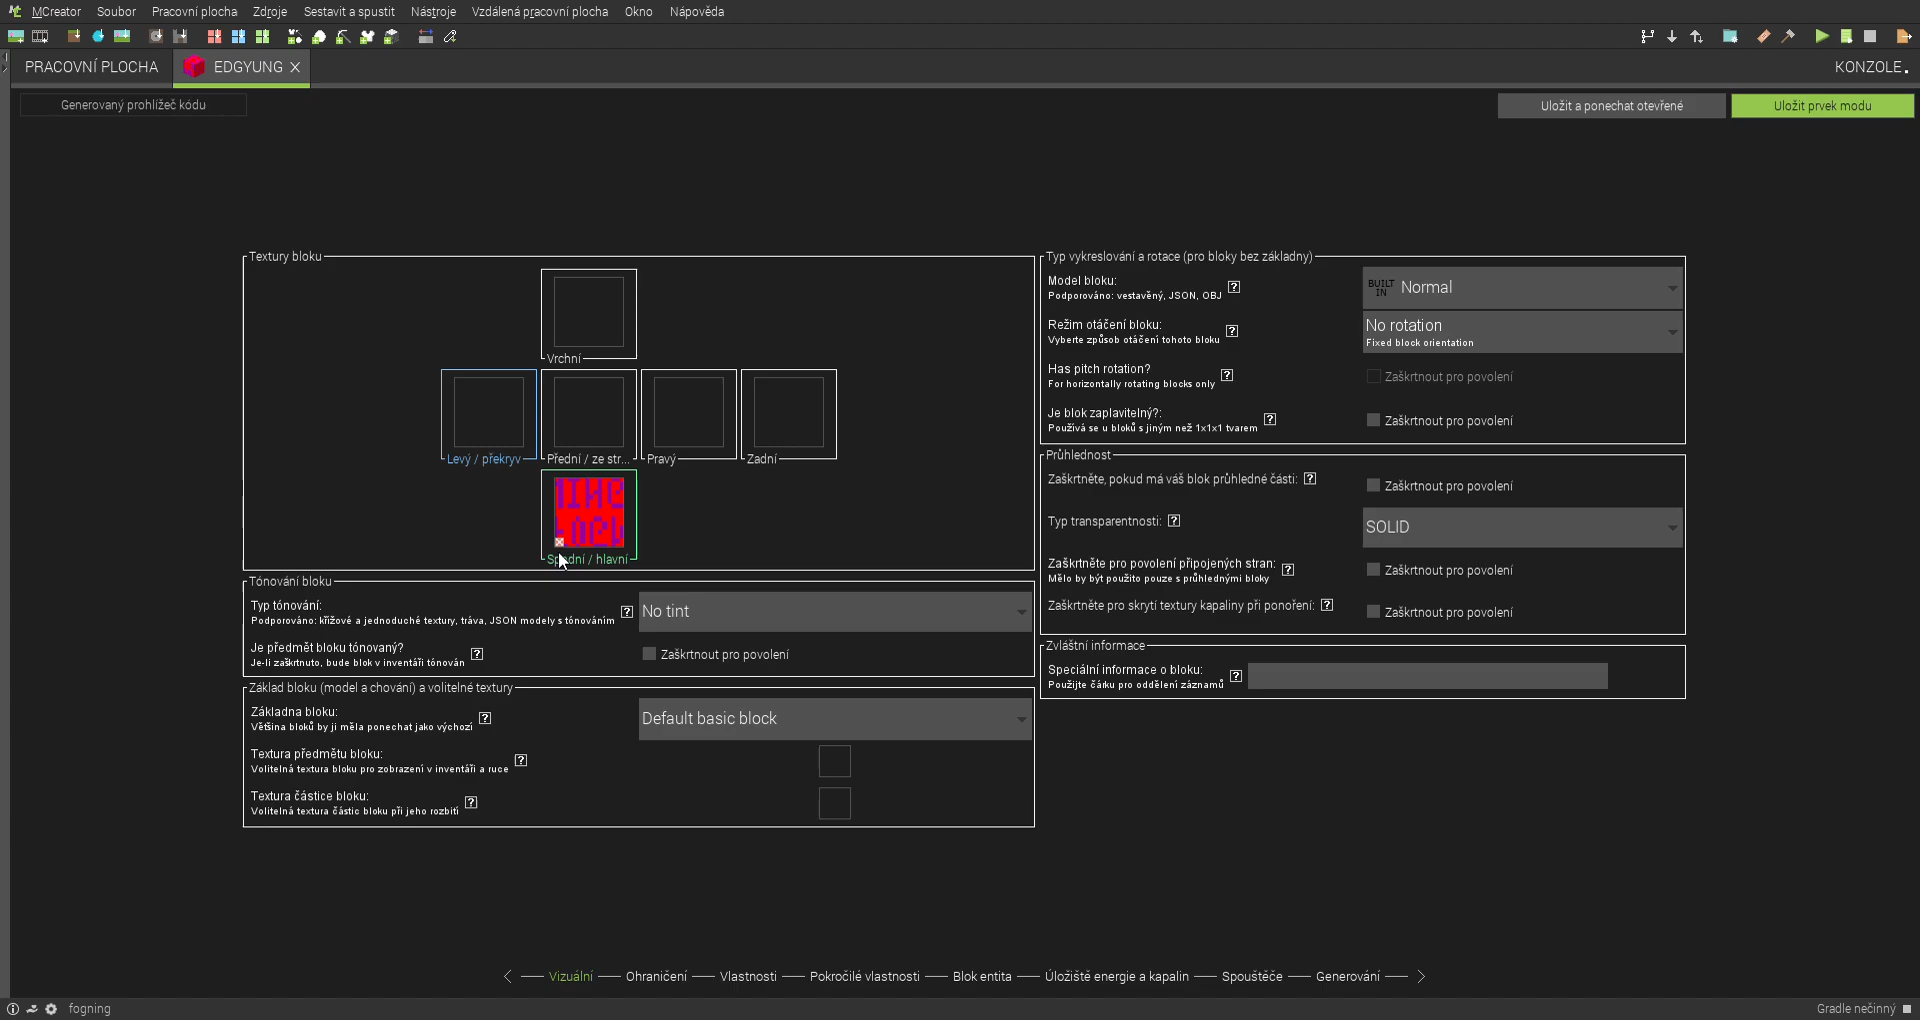 MCreator Soubor Pracovní plocha Zdroje Sestavit a spustit Nástroje Vzdálená pracovní plocha Okno Nápověda
PRACOVNÍ PLOCHA
EDGYUNG
KONZOLE
Generovaný prohlížeč kódu
Uložit a ponechat otevřené
Uložit prvek modu
Textury bloku
Vrchní
Levý / překryv
Přední / ze str...
Pravý
Zadní
Spodní / hlavní
Tónování bloku
Typ tónování:
Podporováno: křížové a jednoduché textury, tráva, JSON modely s tónováním
No tint
Je předmět bloku tónovaný?
Je-li zaškrtnuto, bude blok v inventáři tónován
Zaškrtnout pro povolení
Základ bloku (model a chování) a volitelné textury
Základna bloku:
Většina bloků by ji měla ponechat jako výchozí
Default basic block
Textura předmětu bloku:
Volitelná textura bloku pro zobrazení v inventáři a ruce
Textura částice bloku:
Volitelná textura částic bloku při jeho rozbití
Typ vykreslování a rotace (pro bloky bez základny)
Model bloku:
Podporováno: vestavěný, JSON, OBJ
BUILT
IN
Normal
Režim otáčení bloku:
Vyberte způsob otáčení tohoto bloku
No rotation
Fixed block orientation
Has pitch rotation?
For horizontally rotating blocks only
Zaškrtnout pro povolení
Je blok zaplavitelný?:
Používá se u bloků s jiným než 1x1x1 tvarem
Zaškrtnout pro povolení
Průhlednost
Zaškrtněte, pokud má váš blok průhledné části:
Zaškrtnout pro povolení
Typ transparentnosti:
SOLID
Zaškrtněte pro povolení připojených stran:
Mělo by být použito pouze s průhlednými bloky
Zaškrtnout pro povolení
Zaškrtněte pro skrytí textury kapaliny při ponoření:
Zaškrtnout pro povolení
Zvláštní informace
Speciální informace o bloku:
Použijte čárku pro oddělení záznamů
Vizuální Ohraničení Vlastnosti Pokročilé vlastnosti Blok entita Úložiště energie a kapalin Spouštěče Generování
fogning
Gradle nečinný